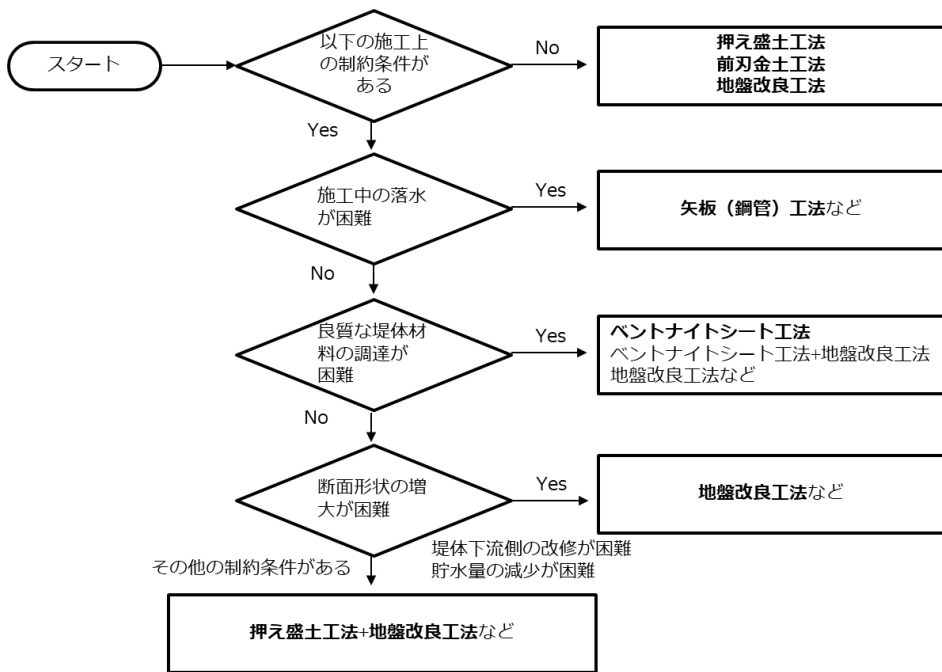 スタート
以下の施工上
の制約条件が
ある
No
押え盛土工法
前刃金土工法
地盤改良工法
Yes
施工中の落水
が困難
Yes
矢板（鋼管）工法など
No
良質な堤体材
料の調達が
困難
Yes
ベントナイトシート工法
ベントナイトシート工法+地盤改良工法
地盤改良工法など
No
断面形状の増
大が困難
Yes
地盤改良工法など
その他の制約条件がある
堤体下流側の改修が困難
貯水量の減少が困難
押え盛土工法+地盤改良工法など